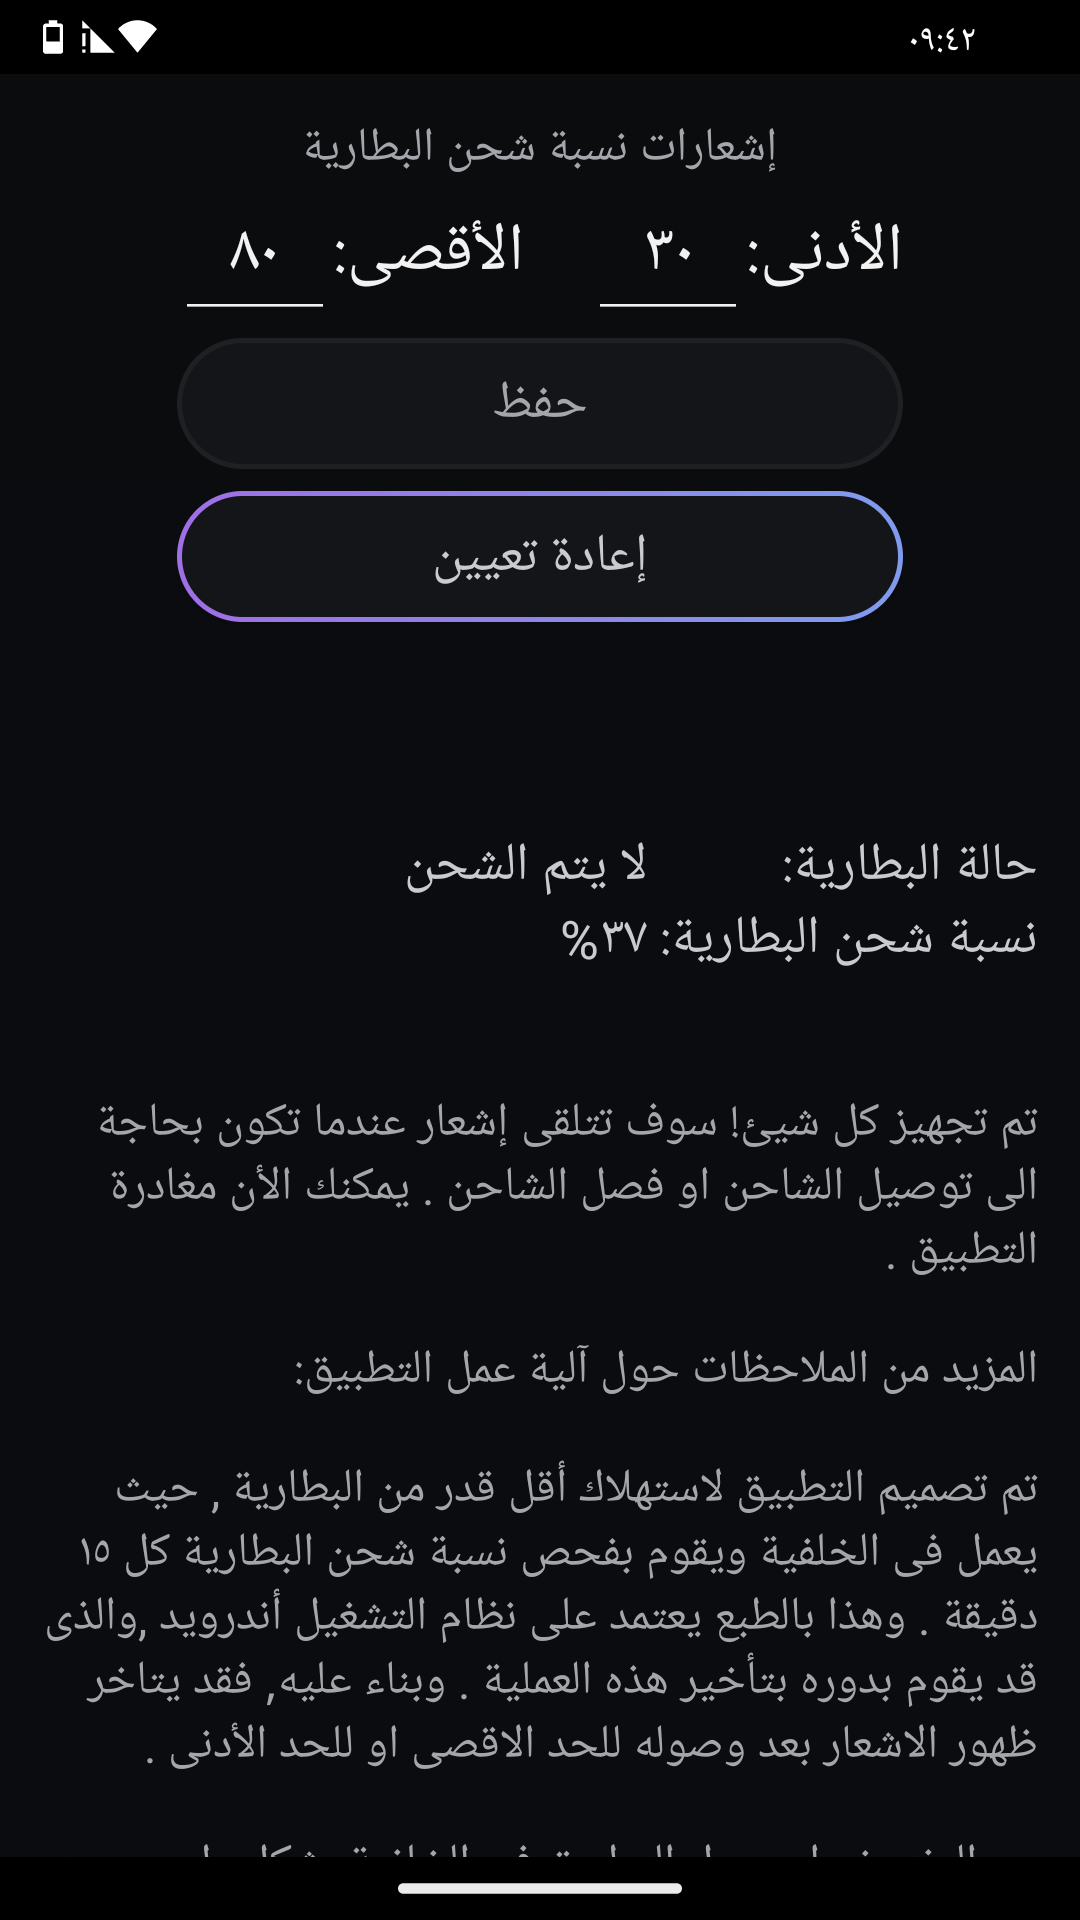 ٠٩:٤٢
إشعارات نسبة شحن البطارية
الأدنى: ٣٠ الأقصى: ٨٠
حفظ
إعادة تعيين
حالة البطارية: لا يتم الشحن
نسبة شحن البطارية: ٣٧%
تم تجهيز كل شيئ! سوف تتلقى إشعار عندما تكون بحاجة
الى توصيل الشاحن او فصل الشاحن . يمكنك الأن مغادرة
التطبيق .
المزيد من الملاحظات حول آلية عمل التطبيق:
تم تصميم التطبيق لاستهلاك أقل قدر من البطارية , حيث
يعمل فى الخلفية ويقوم بفحص نسبة شحن البطارية كل ١٥
دقيقة . وهذا بالطبع يعتمد على نظام التشغيل أندرويد ,والذى
قد يقوم بدوره بتأخير هذه العملية . وبناء عليه, فقد يتاخر
ظهور الاشعار بعد وصوله للحد الاقصى او للحد الأدنى .